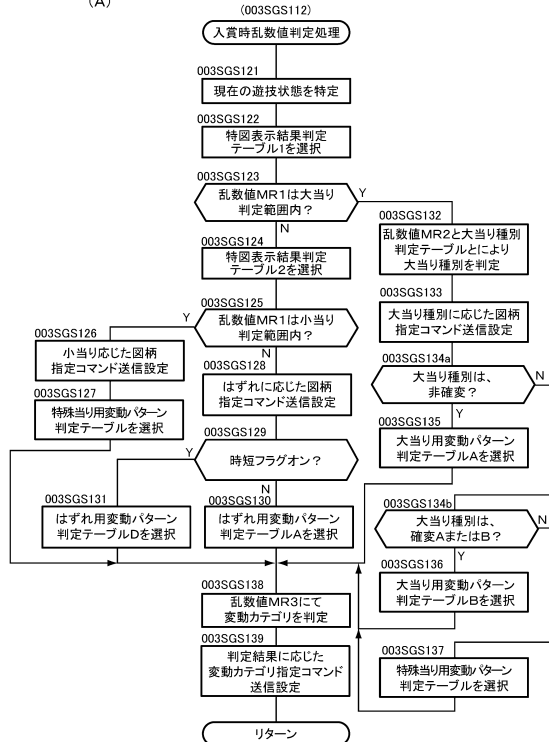 (A)
(003SGS112)
入賞時乱数値判定処理
003SGS121
現在の遊技状態を特定
003SGS122
特図表示結果判定
テーブル1を選択
003SGS123
乱数値MR1は大当り
判定範囲内？
Y
N
003SGS124
特図表示結果判定
テーブル2を選択
003SGS125
乱数値MR1は小当り
判定範囲内？
Y
N
003SGS126
小当り応じた図柄
指定コマンド送信設定
003SGS127
特殊当り用変動パターン
判定テーブルを選択
003SGS128
はずれに応じた図柄
指定コマンド送信設定
003SGS129
時短フラグオン？
Y
N
003SGS131
はずれ用変動パターン
判定テーブルDを選択
003SGS130
はずれ用変動パターン
判定テーブルAを選択
003SGS132
乱数値MR2と大当り種別
判定テーブルとにより
大当り種別を判定
003SGS133
大当り種別に応じた図柄
指定コマンド送信設定
003SGS134a
大当り種別は、
非確変？
N
Y
003SGS135
大当り用変動パターン
判定テーブルAを選択
003SGS134b
大当り種別は、
確変AまたはB？
N
Y
003SGS136
大当り用変動パターン
判定テーブルBを選択
003SGS137
特殊当り用変動パターン
判定テーブルを選択
003SGS138
乱数値MR3にて
変動カテゴリを判定
003SGS139
判定結果に応じた
変動カテゴリ指定コマンド
送信設定
リターン